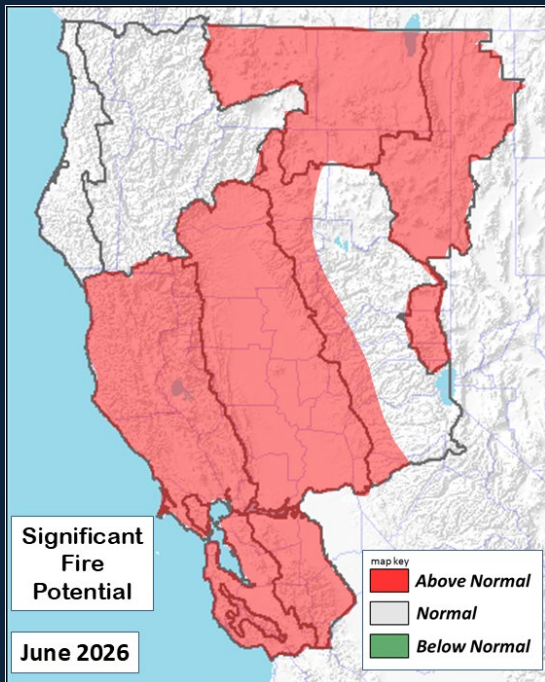 Significant
Fire
Potential
June 2026
map key
Above Normal
Normal
Below Normal